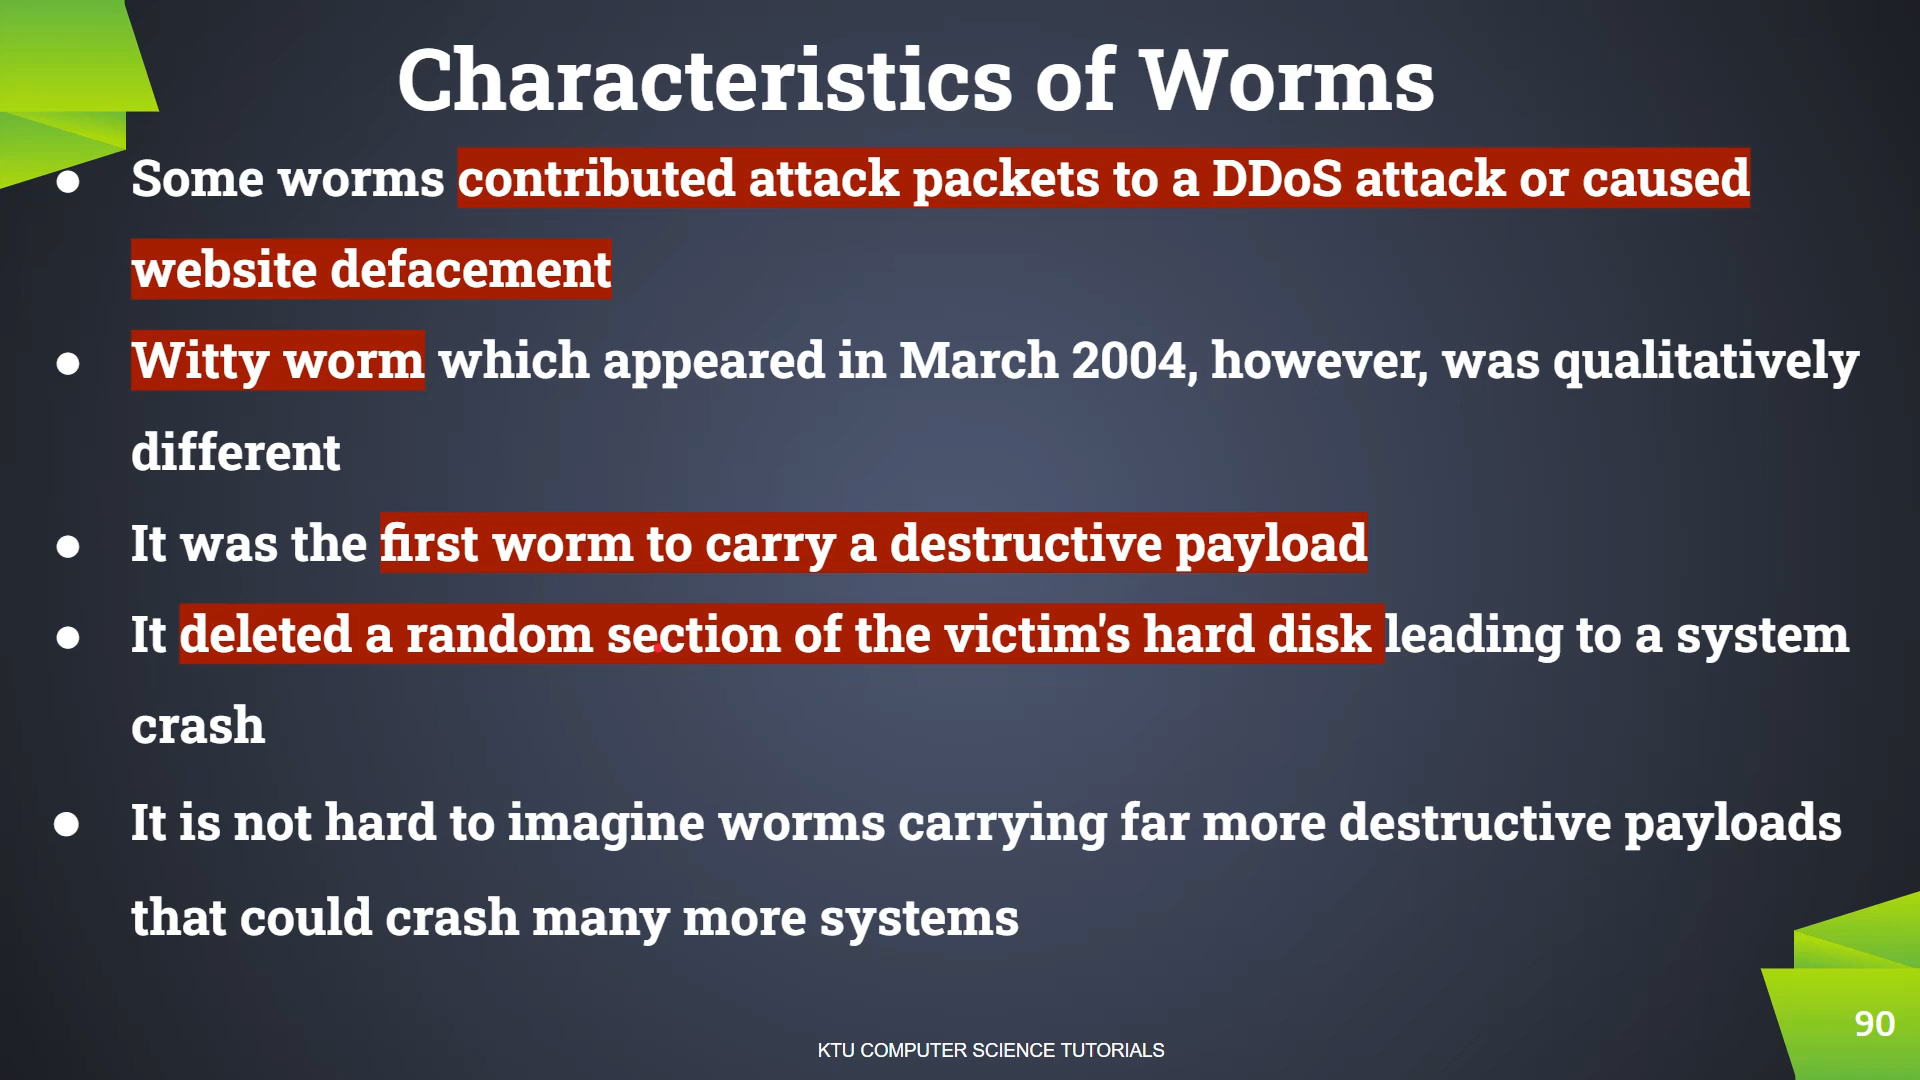 Characteristics of Worms
● Some worms contributed attack packets to a DDoS attack or caused
website defacement
● Witty worm which appeared in March 2004, however, was qualitatively
different
● It was the first worm to carry a destructive payload
● It deleted a random section of the victim's hard disk leading to a system
crash
● It is not hard to imagine worms carrying far more destructive payloads
that could crash many more systems
90
KTU COMPUTER SCIENCE TUTORIALS